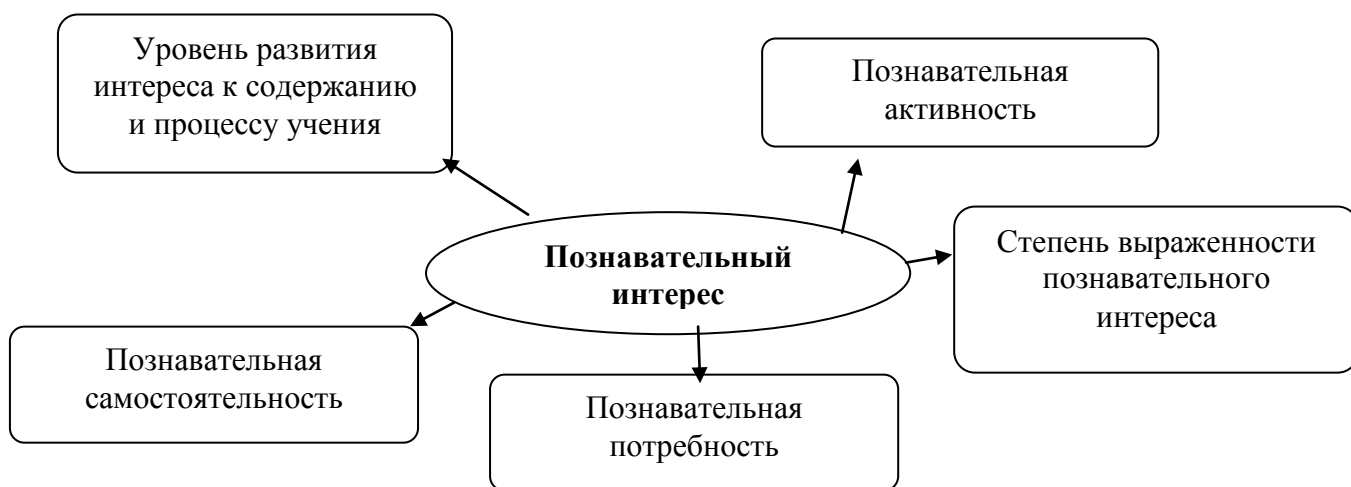 Уровень развития
интереса к содержанию
и процессу учения
Познавательная
активность
Познавательный
интерес
Степень выраженности
познавательного
интереса
Познавательная
самостоятельность
Познавательная
потребность